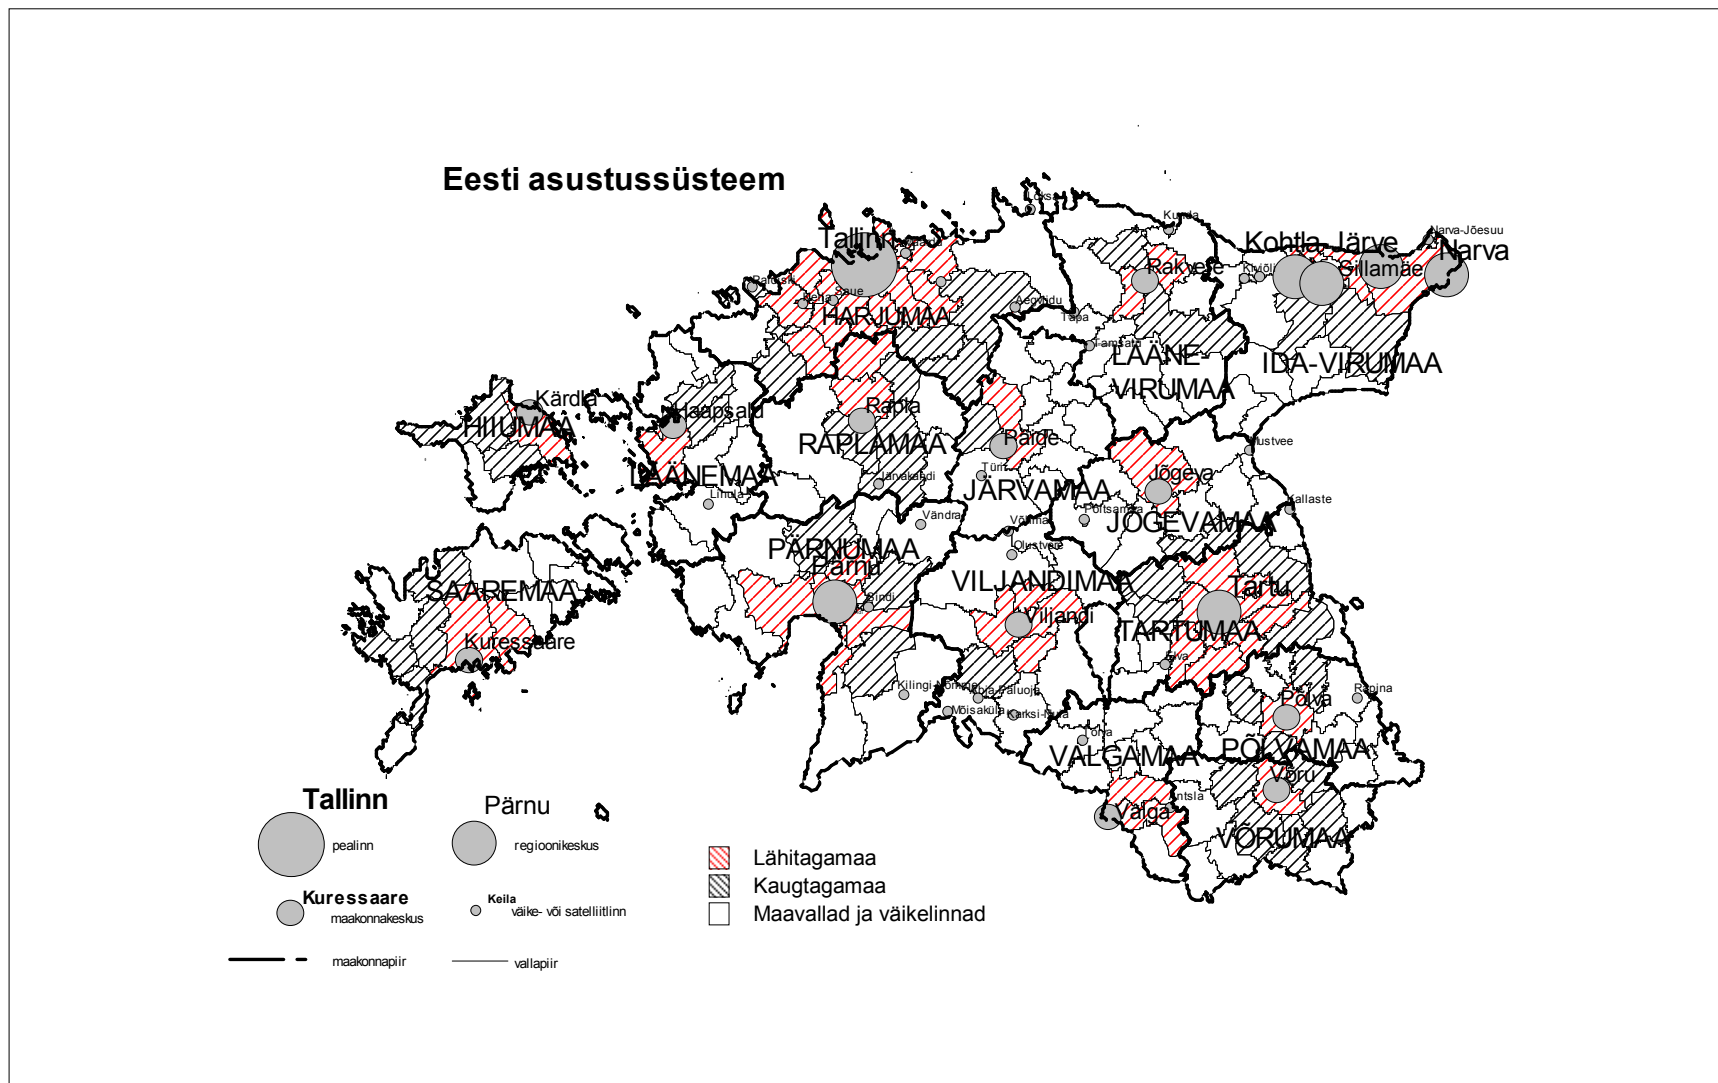 Eesti asustussüsteem
Loksa
Kunda
Narva-Jõesuu
Tallinn
Maardu
Kohtla-Järve
Narva
Rakvere
Kiviõli
Sillamäe
Paldiski
Keila
Saue
Aegviidu
HARJUMAA
Tapa
Tamsalu
LÄÄNE-
VIRUMAA
IDA-VIRUMAA
Kärdla
HIIUMAA
Haapsalu
Rapla
RAPLAMAA
Paide
Mustvee
LÄÄNEMAA
Türi
JÄRVAMAA
Jõgeva
Järvakandi
Lihula
Vändra
Võhma
Põltsamaa
JÕGEVAMAA
Kallaste
PÄRNUMAA
Olustvere
Pärnu
VILJANDIMAA
SAAREMAA
Sindi
Viljandi
Tartu
TARTUMAA
Kuressaare
Elva
Kilingi-Nõmme
Abja-Paluoja
Mõisaküla
Karksi-Nuia
Põlva
Räpina
Tõrva
VALGAMAA
PÕLVAMAA
Võru
Antsla
Valga
VÕRUMAA
Tallinn
Pärnu
pealinn
regioonikeskus
Kuressaare
Keila
maakonnakeskus
väike- või satelliitlinn
maakonnapiir
vallapiir
Lähitagamaa
Kaugtagamaa
Maavallad ja väikelinnad